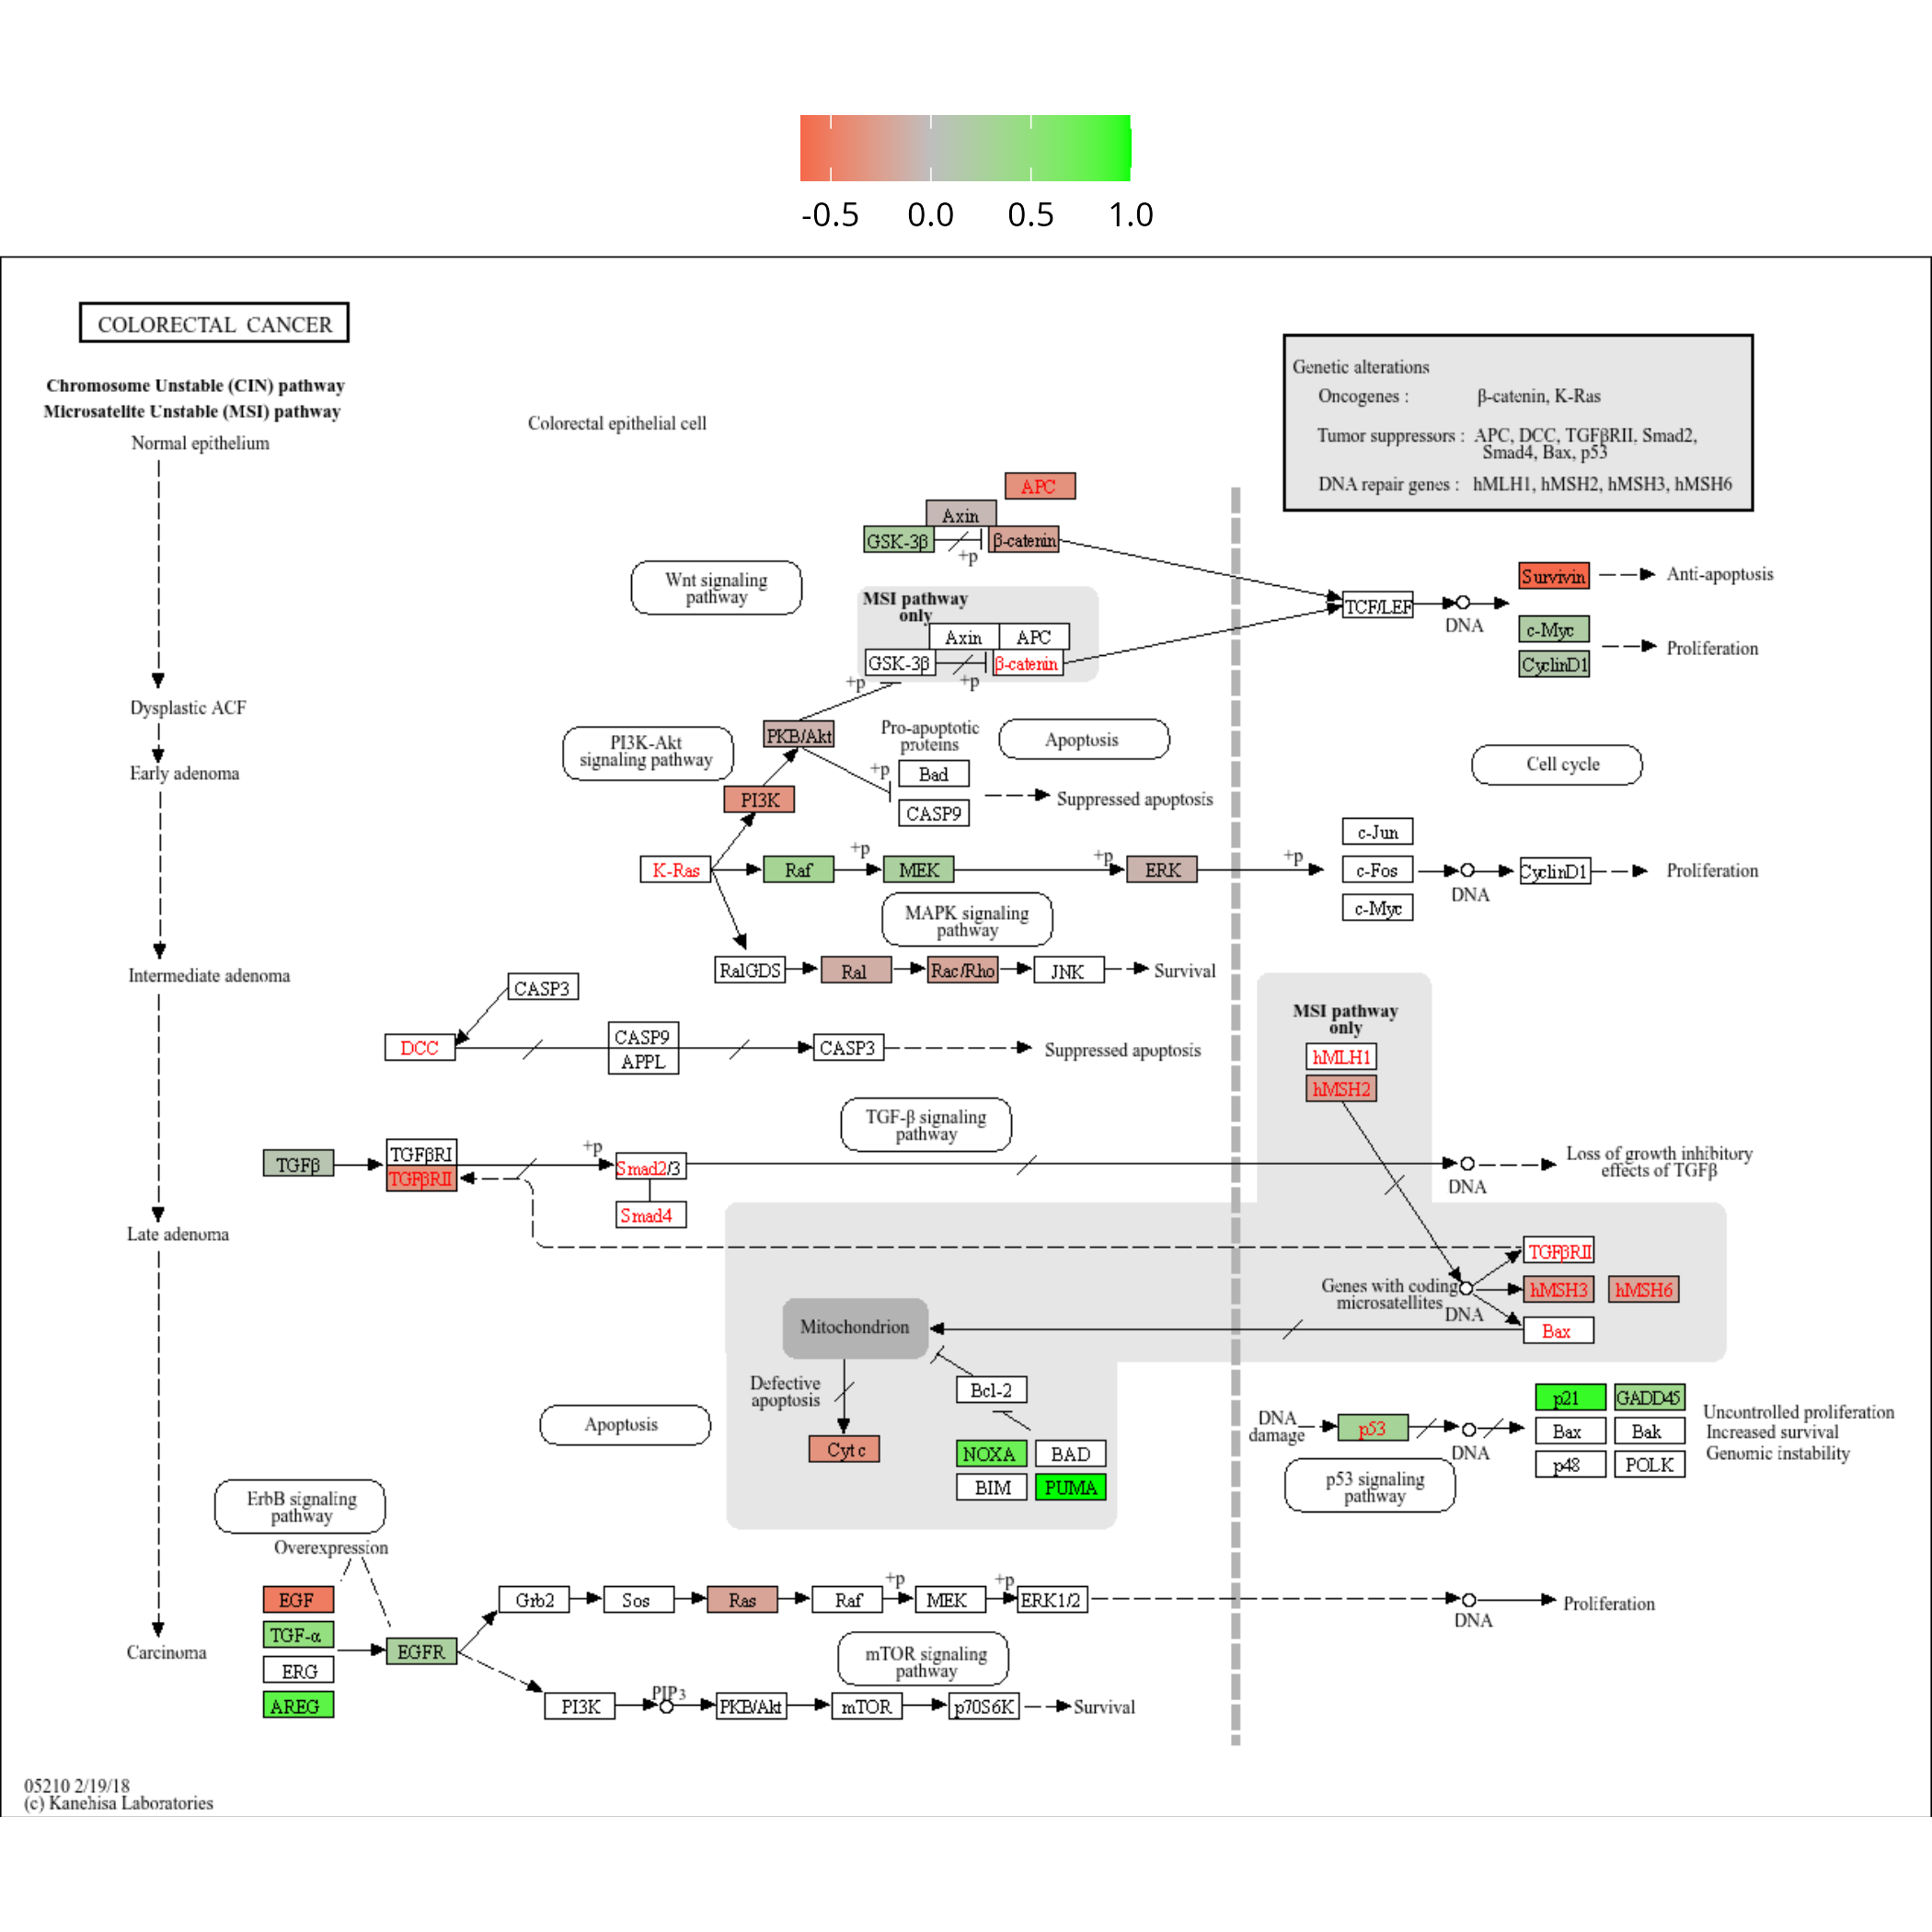 -0.5 0.0 0.5 1.0
COLORECTAL CANCER
Chromosome Unstable (CIN) pathway
Microsatelite Unstable (MSI) pathway
Normal epithelium
Dysplastic ACF
Early adenoma
Intermediate adenoma
Late adenoma
Carcinoma
Colorectal epithelial cell
Genetic alterations
Oncogenes : β-catenin, K-Ras
Tumor suppressors : APC, DCC, TGFβRII, Smad2,
Smad4, Bax, p53
DNA repair genes : hMLH1, hMSH2, hMSH3, hMSH6
APC
Axin
GSK-3β
+p
β-catenin
Wnt signaling
pathway
MSI pathway
only
Axin
APC
GSK-3β
+p
β-catenin
+p
TCF/LEF
DNA
Survivin
Anti-apoptosis
c-Myc
CyclinD1
Proliferation
PKB/Akt
PI3K-Akt
signaling pathway
PI3K
Pro-apoptotic
proteins
+p
Bad
CASP9
Apoptosis
Suppressed apoptosis
Cell cycle
K-Ras
Raf
+p
MEK
+p
ERK
+p
c-Jun
c-Fos
c-Myc
DNA
CyclinD1
Proliferation
MAPK signaling
pathway
RalGDS
Ral
Rac/Rho
JNK
Survival
CASP3
DCC
CASP9
APPL
CASP3
Suppressed apoptosis
MSI pathway
only
hMLH1
hMSH2
TGF-β signaling
pathway
TGFβ
TGFβRI
TGFβRII
+p
Smad2/3
Smad4
DNA
Loss of growth inhibitory
effects of TGFβ
Genes with coding
microsatellites
DNA
TGFβRII
hMSH3
hMSH6
Bax
Mitochondrion
Defective
apoptosis
Cytc
Bcl-2
NOXA
BAD
BIM
PUMA
Apoptosis
DNA
damage
p53
DNA
p21
GADD45
Bax
Bak
p48
POLK
Uncontrolled proliferation
Increased survival
Genomic instability
p53 signaling
pathway
ErbB signaling
pathway
Overexpression
EGF
TGF-α
ERG
AREG
EGFR
Grb2
Sos
Ras
Raf
+p
MEK
+p
ERK1/2
DNA
Proliferation
mTOR signaling
pathway
PI3K
PIP3
PKB/Akt
mTOR
p70S6K
Survival
05210 2/19/18
(c) Kanehisa Laboratories